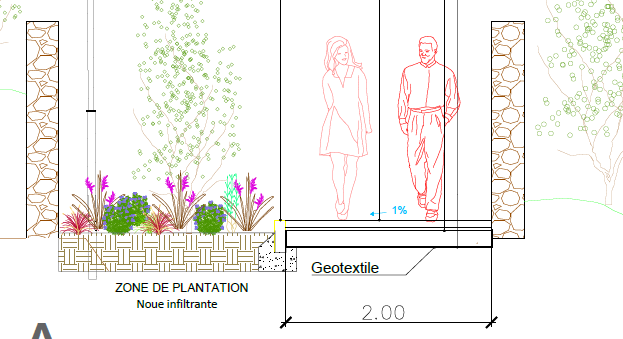 1%
Geotextile
ZONE DE PLANTATION
Noue infiltrante
2.00
A